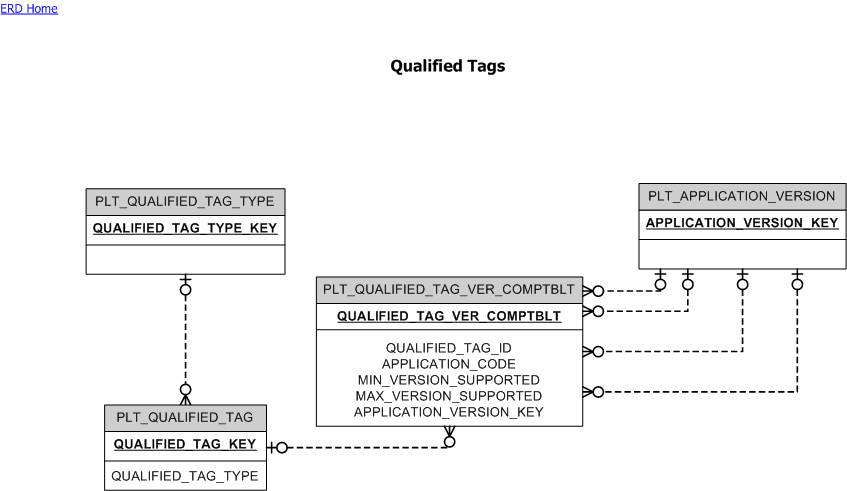 ERD Home
Qualified Tags
PLT_QUALIFIED_TAG_TYPE
QUALIFIED_TAG_TYPE_KEY
PLT_APPLICATION_VERSION
APPLICATION_VERSION_KEY
PLT_QUALIFIED_TAG_VER_COMPTBLT
QUALIFIED_TAG_VER_COMPTBLT
QUALIFIED_TAG_ID
APPLICATION_CODE
MIN_VERSION_SUPPORTED
MAX_VERSION_SUPPORTED
APPLICATION_VERSION_KEY
PLT_QUALIFIED_TAG
QUALIFIED_TAG_KEY
QUALIFIED_TAG_TYPE